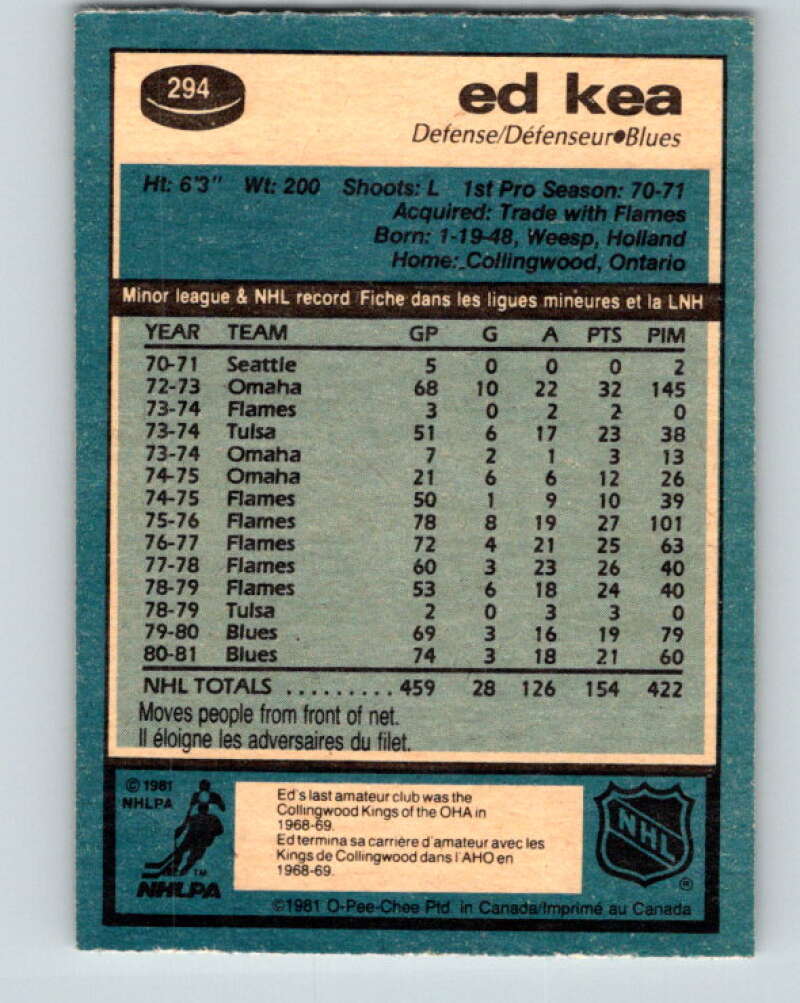 294
ed kea
Defense/Défenseur●Blues
Ht: 6'3" Wt: 200 Shoots: L 1st Pro Season: 70-71
Acquired: Trade with Flames
Born: 1-19-48, Weesp, Holland
Home: Collingwood, Ontario
Minor league & NHL record Fiche dans les ligues mineures et la LNH
YEAR TEAM GP G A PTS PIM
70-71 Seattle 5 0 0 0 2
72-73 Omaha 68 10 22 32 145
73-74 Flames 3 0 2 2 0
73-74 Tulsa 51 6 17 23 38
73-74 Omaha 7 2 1 3 13
74-75 Omaha 21 6 6 12 26
74-75 Flames 50 1 9 10 39
75-76 Flames 78 8 19 27 101
76-77 Flames 72 4 21 25 63
77-78 Flames 60 3 23 26 40
78-79 Flames 53 6 18 24 40
78-79 Tulsa 2 0 3 3 0
79-80 Blues 69 3 16 19 79
80-81 Blues 74 3 18 21 60
NHL TOTALS ......... 459 28 126 154 422
Moves people from front of net.
Il éloigne les adversaires du filet.
© 1981
NHLPA
TM
NHLPA
Ed's last amateur club was the
Collingwood Kings of the OHA in
1968-69.
Ed termina sa carrière d'amateur avec les
Kings de Collingwood dans l'AHO en
1968-69.
NHL
®
©1981 O-Pee-Chee Ptd. in Canada/Imprimé au Canada